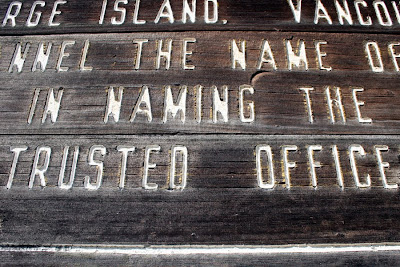 RGE ISLAND. VANCOU
NNEL THE NAME OF
IN NAMING THE
TRUSTED OFFICE